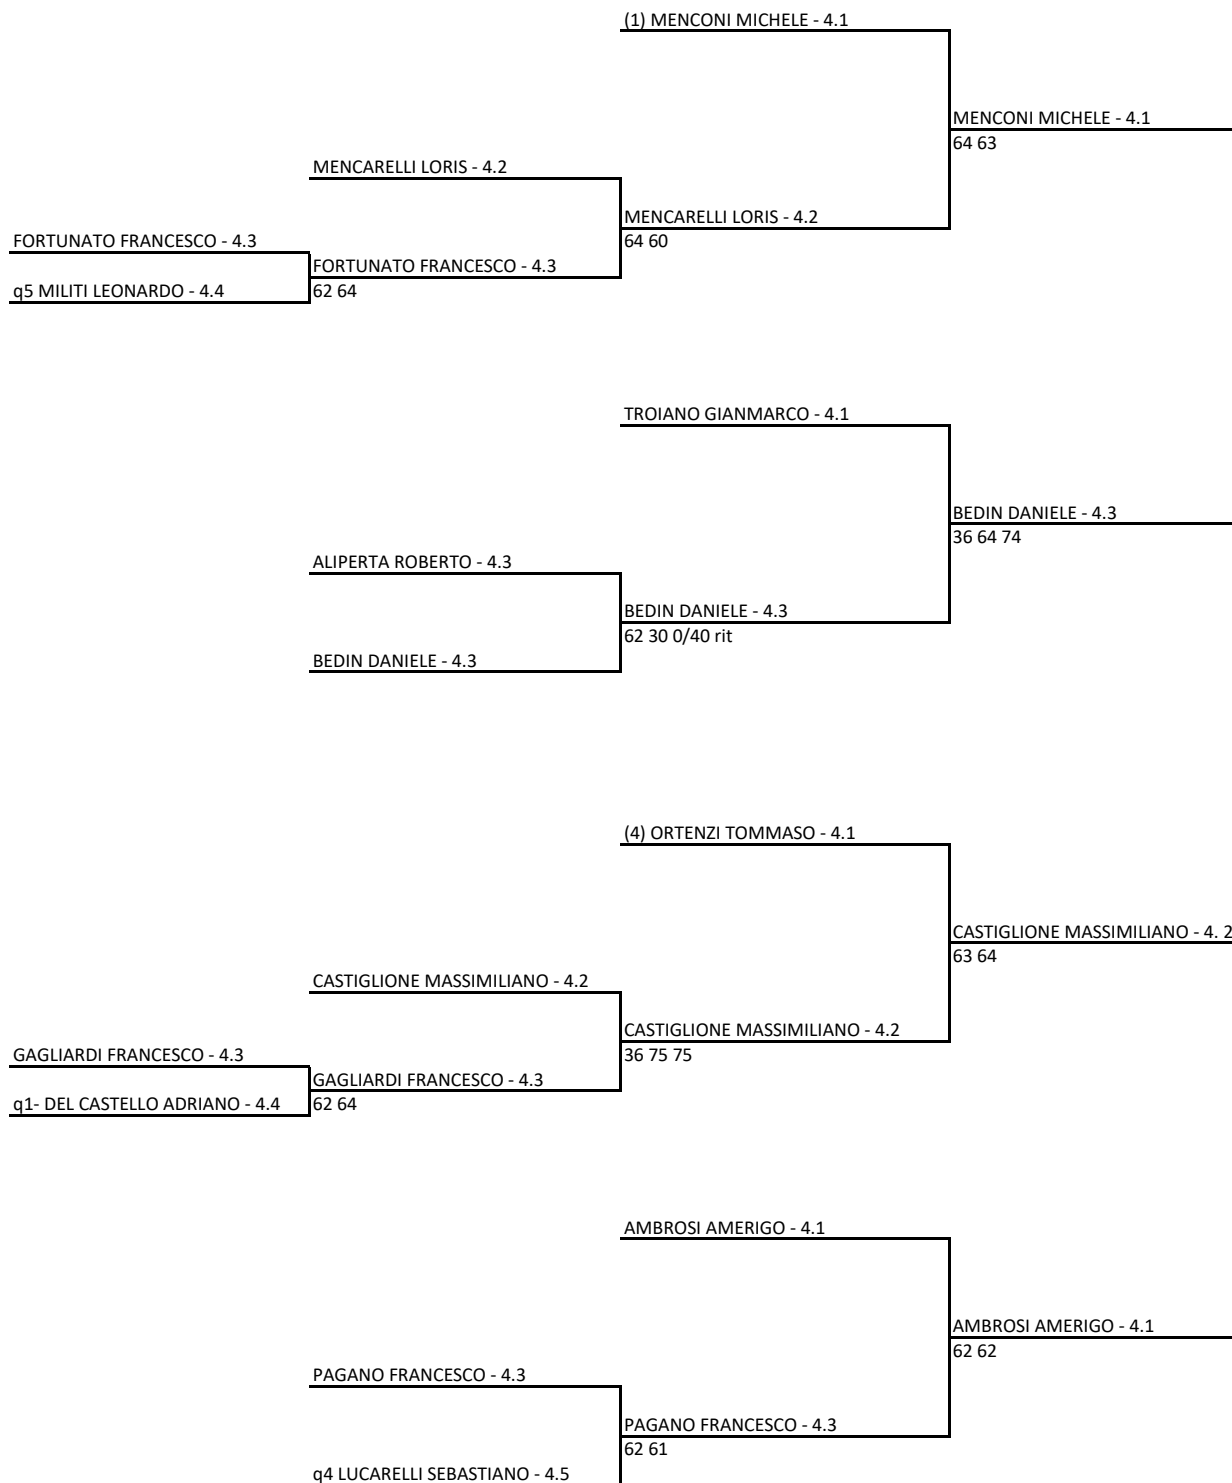 (1) MENCONI MICHELE - 4.1
MENCONI MICHELE - 4.1
64 63
MENCARELLI LORIS - 4.2
MENCARELLI LORIS - 4.2
64 60
FORTUNATO FRANCESCO - 4.3
FORTUNATO FRANCESCO - 4.3
62 64
q5 MILITI LEONARDO - 4.4
TROIANO GIANMARCO - 4.1
BEDIN DANIELE - 4.3
36 64 74
ALIPERTA ROBERTO - 4.3
BEDIN DANIELE - 4.3
62 30 0/40 rit
BEDIN DANIELE - 4.3
(4) ORTENZI TOMMASO - 4.1
CASTIGLIONE MASSIMILIANO - 4. 2
63 64
CASTIGLIONE MASSIMILIANO - 4.2
CASTIGLIONE MASSIMILIANO - 4.2
36 75 75
GAGLIARDI FRANCESCO - 4.3
GAGLIARDI FRANCESCO - 4.3
62 64
q1- DEL CASTELLO ADRIANO - 4.4
AMBROSI AMERIGO - 4.1
AMBROSI AMERIGO - 4.1
62 62
PAGANO FRANCESCO - 4.3
PAGANO FRANCESCO - 4.3
62 61
q4 LUCARELLI SEBASTIANO - 4.5